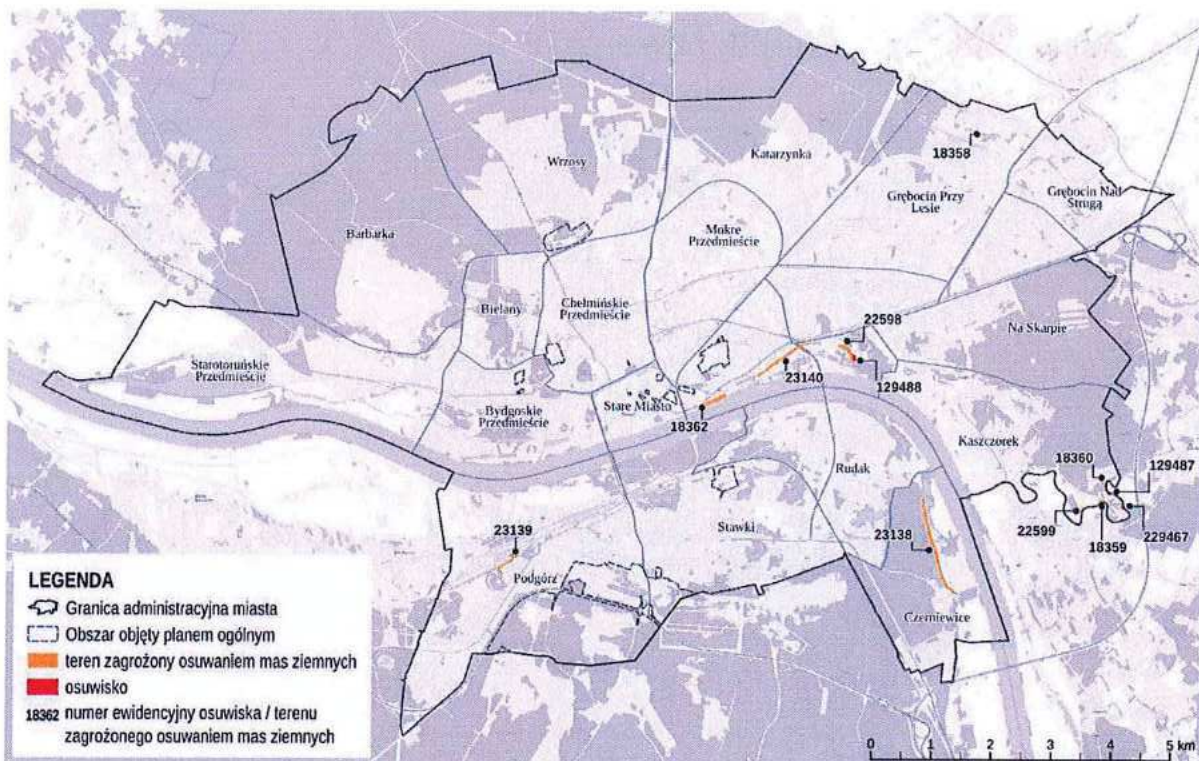 Wrzosy
Katarzynka
18358
Grębocin Przy
Lesie
Grębocin Nad
Strugą
Barbarka
Mokre
Przedmieście
Bielany
Chełmińskie
Przedmieście
22598
Na Skarpie
Starotoruńskie
Przedmieście
23140
129488
Bydgoskie
Przedmieście
Stare Miasto
18362
Kaszczorek
18360
129487
Rudak
22599
18359
229467
Stawki
23139
23138
Podgórz
Czerniewice
LEGENDA
Granica administracyjna miasta
Obszar objęty planem ogólnym
teren zagrożony osuwaniem mas ziemnych
osuwisko
18362 numer ewidencyjny osuwiska / terenu
zagrożonego osuwaniem mas ziemnych
0 1 2 3 4 5 km